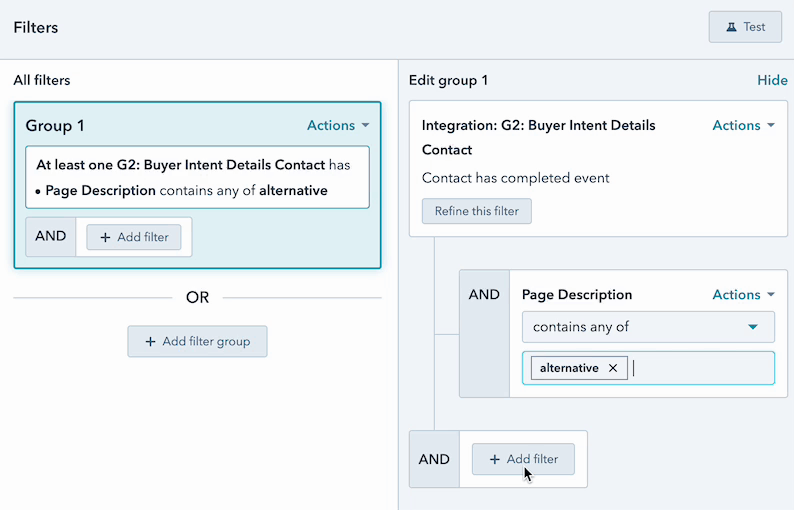 Filters
Test
All filters
Group 1
Actions
At least one G2: Buyer Intent Details Contact has
• Page Description contains any of alternative
AND
+ Add filter
OR
+ Add filter group
Edit group 1
Hide
Integration: G2: Buyer Intent Details
Contact
Actions
Contact has completed event
Refine this filter
AND
Page Description
Actions
contains any of
alternative ×
AND
+ Add filter